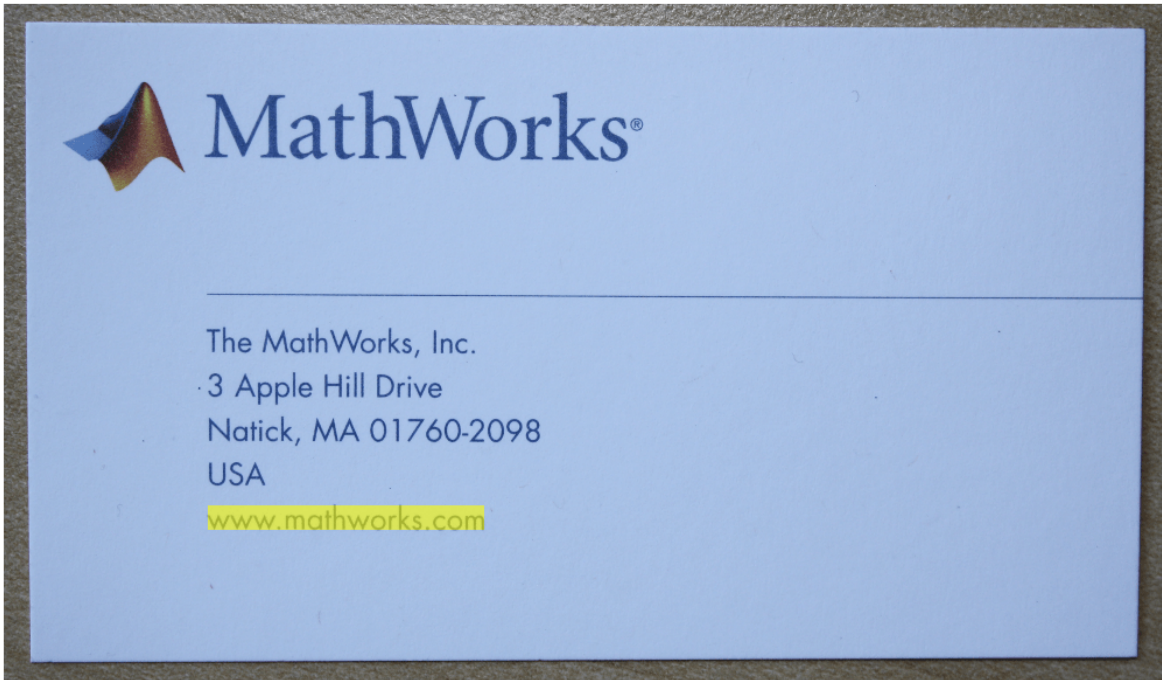 MathWorks®
The MathWorks, Inc.
3 Apple Hill Drive
Natick, MA 01760-2098
USA
www.mathworks.com